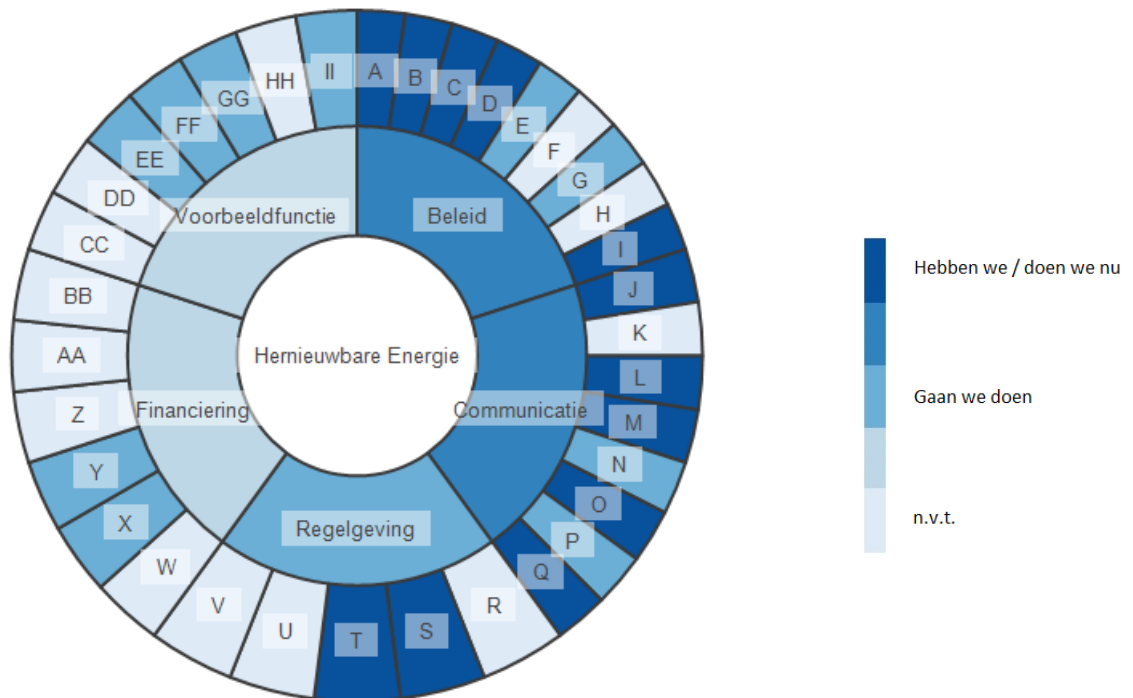 A
B
C
D
E
F
G
H
I
J
K
L
M
N
O
P
Q
R
S
T
U
V
W
X
Y
Z
AA
BB
CC
DD
EE
FF
GG
HH
II
Voorbeeldfunctie
Beleid
Hernieuwbare Energie
Financiering
Communicatie
Regelgeving
Hebben we / doen we nu
Gaan we doen
n.v.t.